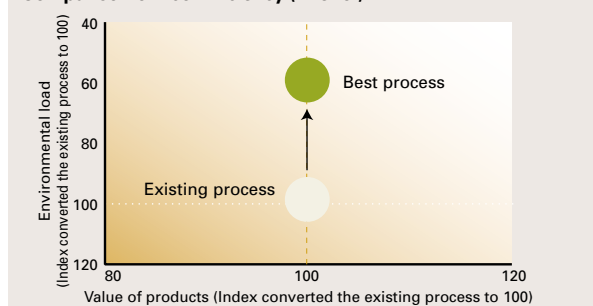 40
60
80
100
120
Environmental load
(Index converted the existing process to 100)
Best process
Existing process
80
100
120
Value of products (Index converted the existing process to 100)